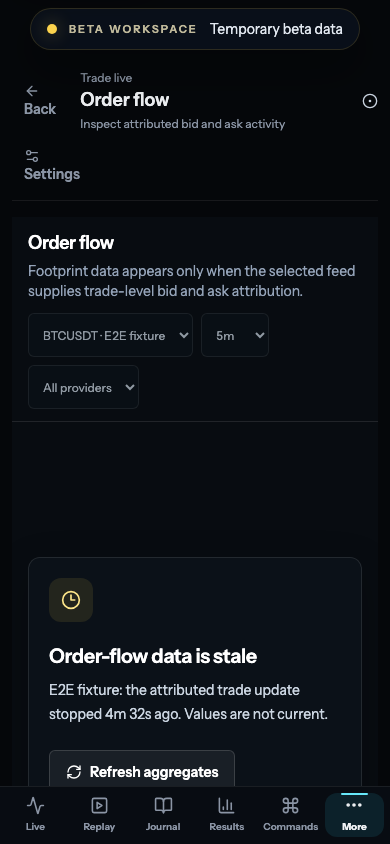 BETA WORKSPACE Temporary beta data
Trade live
Back
Order flow
Inspect attributed bid and ask activity
Settings
Order flow
Footprint data appears only when the selected feed
supplies trade-level bid and ask attribution.
BTCUSDT · E2E fixture 5m
All providers
Order-flow data is stale
E2E fixture: the attributed trade update
stopped 4m 32s ago. Values are not current.
Refresh aggregates
Live Replay Journal Results Commands More